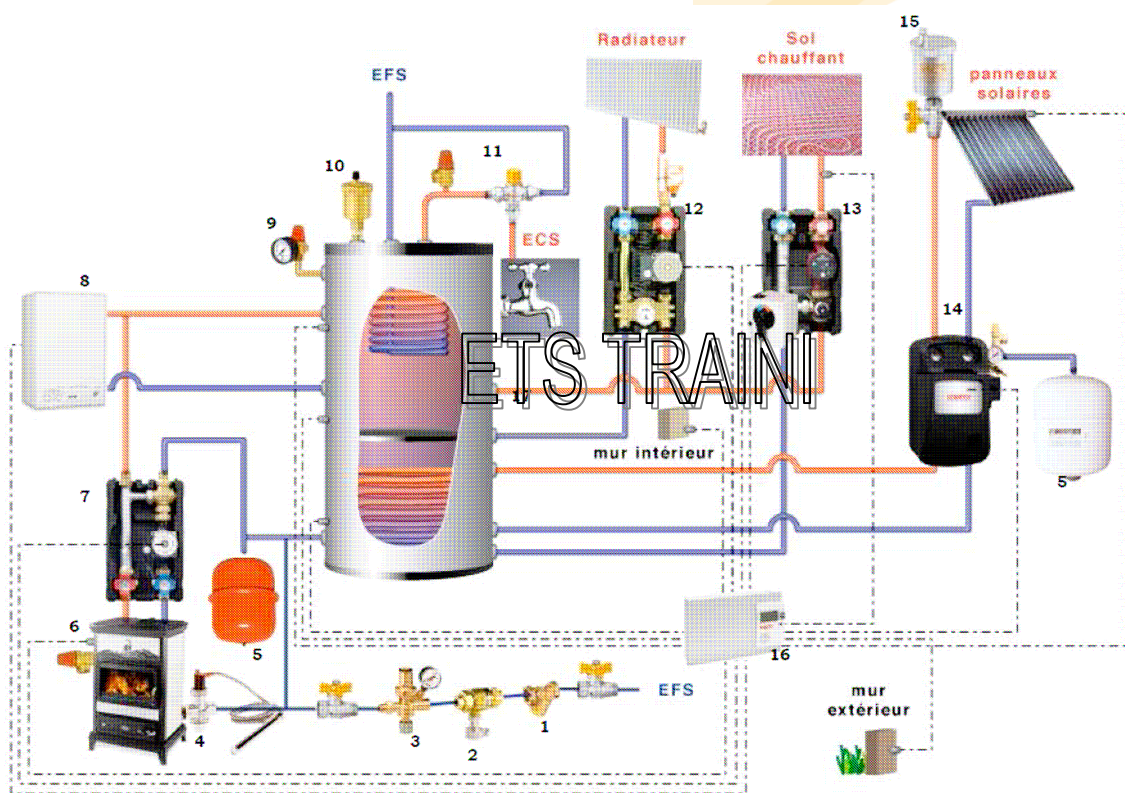 15
Radiateur
Sol
chauffant
EFS
panneaux
solaires
11
10
12
13
9
ECS
8
14
ETS TRAINI
mur intérieur
7
5
6
5
16
EFS
mur
extérieur
4
3
2
1